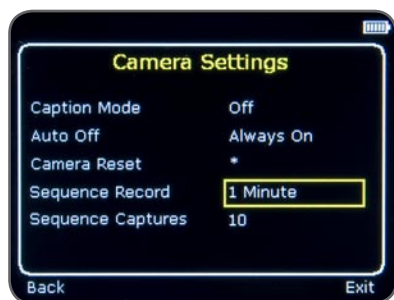 Camera Settings
Caption Mode Off
Auto Off Always On
Camera Reset *
Sequence Record 1 Minute
Sequence Captures 10
Back Exit